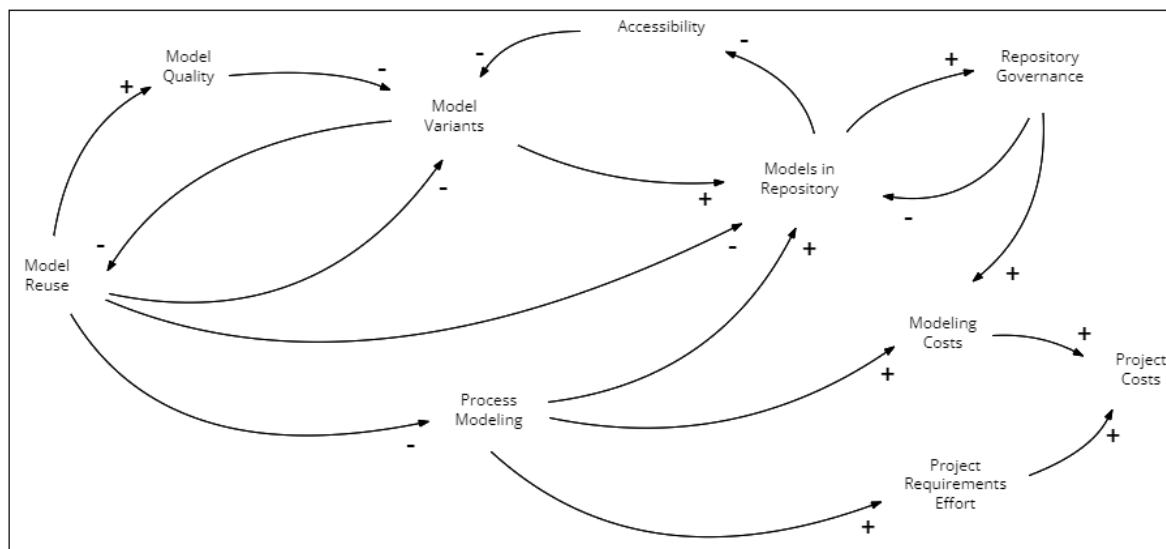 Accessibility
Model
Quality
Repository
Governance
Model
Variants
Models in
Repository
Model
Reuse
Modeling
Costs
Project
Costs
Process
Modeling
Project
Requirements
Effort
+
-
-
-
+
-
-
+
-
-
+
+
-
+
+
-
+
+